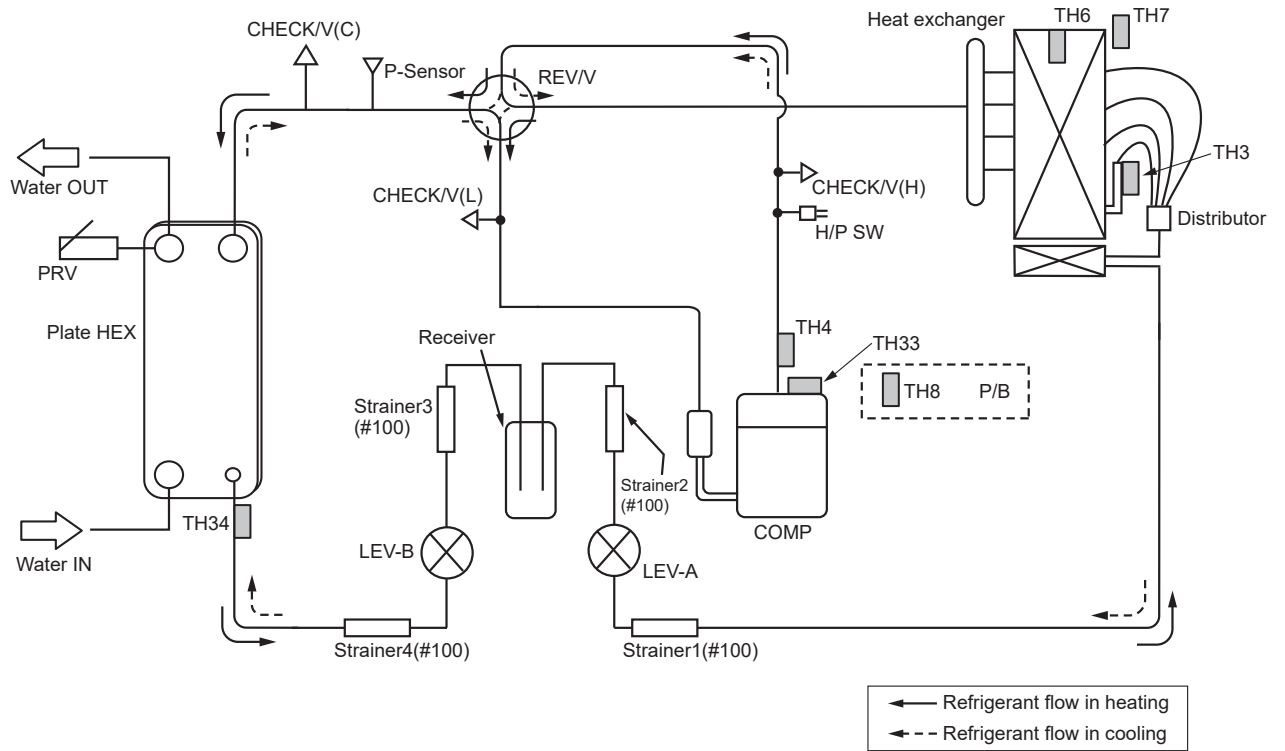 CHECK/V(C)
P-Sensor
REV/V
Heat exchanger
TH6
TH7
TH3
Water OUT
CHECK/V(L)
CHECK/V(H)
H/P SW
Distributor
PRV
Plate HEX
Receiver
TH4
TH33
TH8
P/B
Strainer3
(#100)
Strainer2
(#100)
COMP
TH34
Water IN
LEV-B
LEV-A
Strainer4(#100)
Strainer1(#100)
Refrigerant flow in heating
Refrigerant flow in cooling